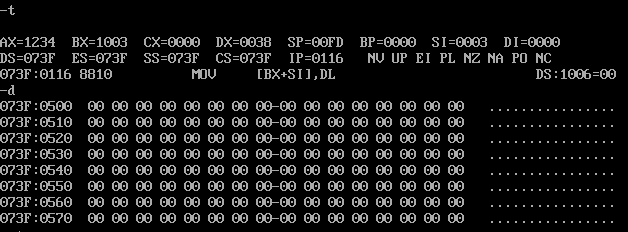 -t
AX=1234 BX=1003 CX=0000 DX=0038 SP=00FD BP=0000 SI=0003 DI=0000
DS=073F ES=073F SS=073F CS=073F IP=0116 NV UP EI PL NZ NA PO NC
073F:0116 8810 MOV [BX+SI],DL DS:1006=00
-d
073F:0500 00 00 00 00 00 00 00 00-00 00 00 00 00 00 00 00 ................
073F:0510 00 00 00 00 00 00 00 00-00 00 00 00 00 00 00 00 ................
073F:0520 00 00 00 00 00 00 00 00-00 00 00 00 00 00 00 00 ................
073F:0530 00 00 00 00 00 00 00 00-00 00 00 00 00 00 00 00 ................
073F:0540 00 00 00 00 00 00 00 00-00 00 00 00 00 00 00 00 ................
073F:0550 00 00 00 00 00 00 00 00-00 00 00 00 00 00 00 00 ................
073F:0560 00 00 00 00 00 00 00 00-00 00 00 00 00 00 00 00 ................
073F:0570 00 00 00 00 00 00 00 00-00 00 00 00 00 00 00 00 ................